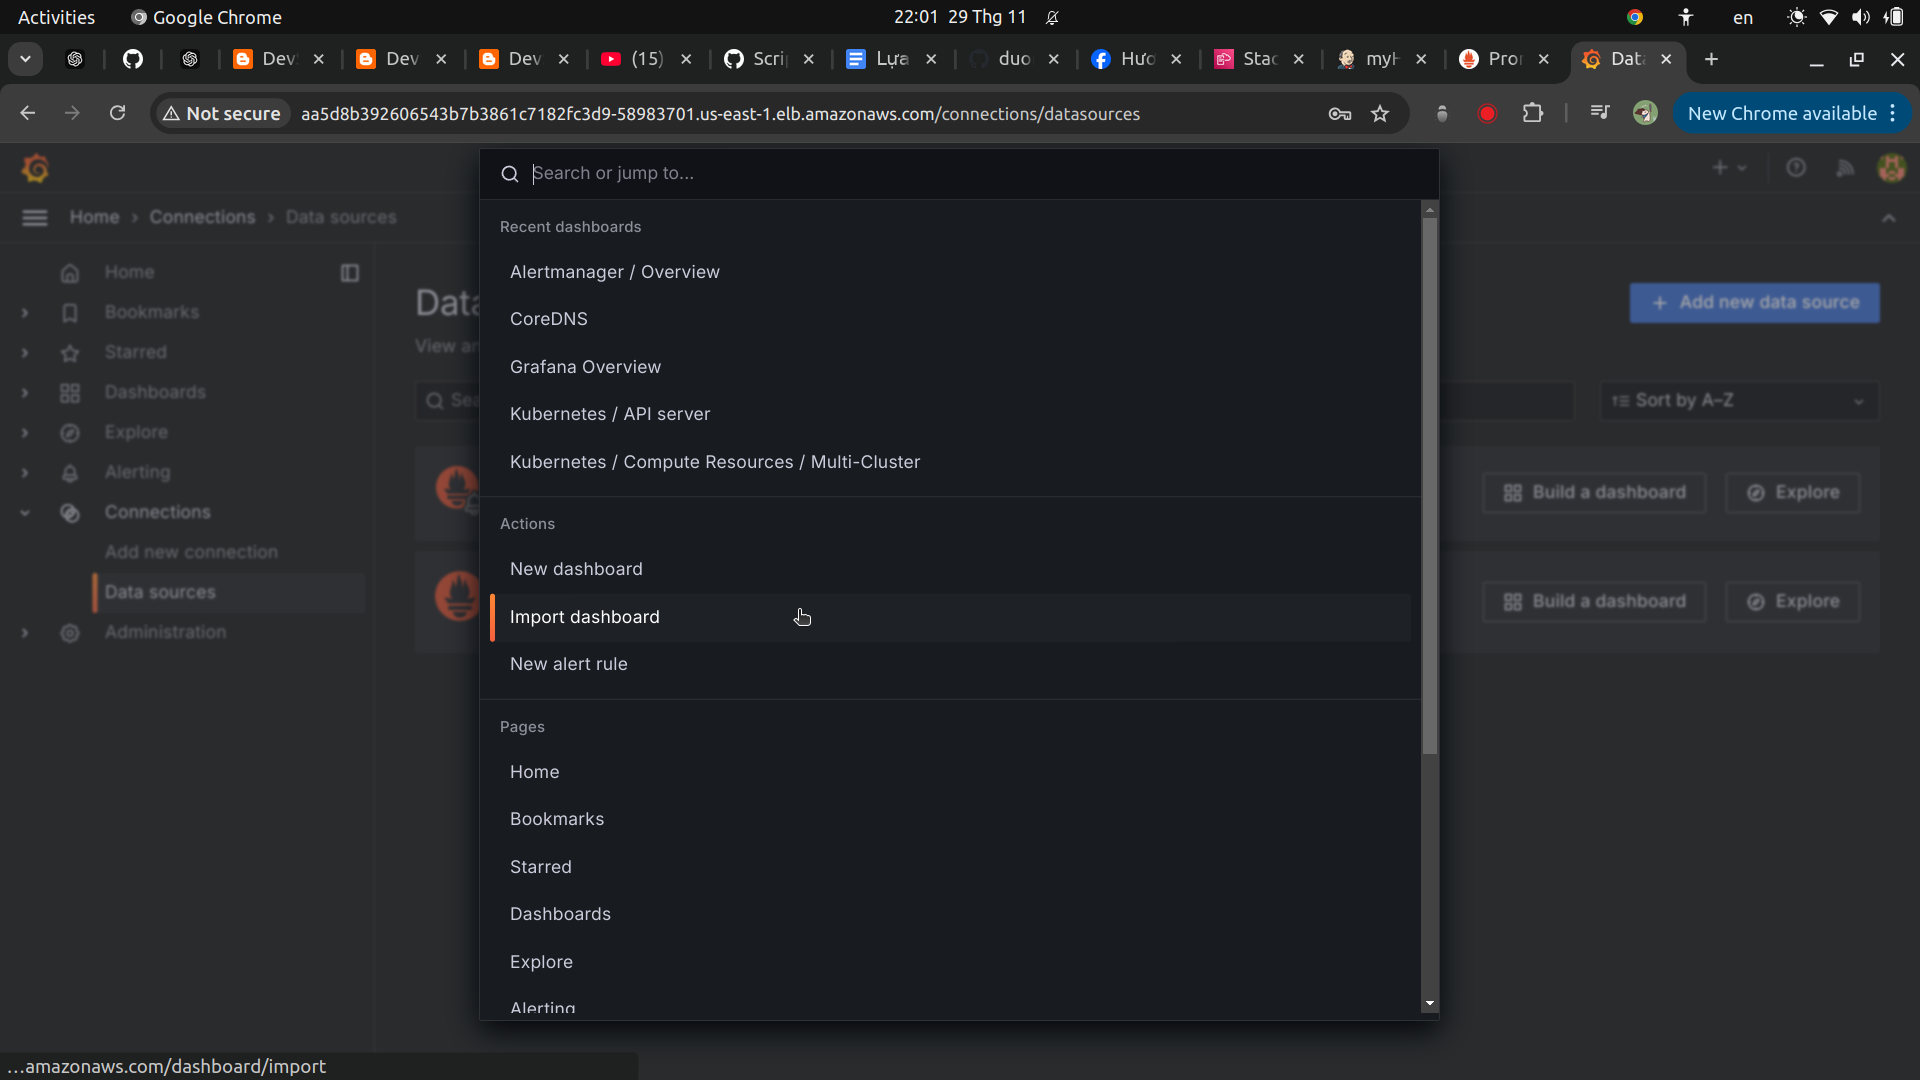 Activities
Google Chrome
22:01 29 Thg 11
en
Dev
Dev
Dev
(15)
Scri
Lựa
duo
Hướ
Stac
myH
Pro
Data
Not secure
aa5d8b392606543b7b3861c7182fc3d9-58983701.us-east-1.elb.amazonaws.com/connections/datasources
New Chrome available
Search or jump to...
Home › Connections › Data sources
Recent dashboards
Alertmanager / Overview
CoreDNS
Grafana Overview
Kubernetes / API server
Kubernetes / Compute Resources / Multi-Cluster
Actions
New dashboard
Import dashboard
New alert rule
Pages
Home
Bookmarks
Starred
Dashboards
Explore
Alerting
Home
Bookmarks
Starred
Dashboards
Explore
Alerting
Connections
Add new connection
Data sources
Administration
Data
View an
Sea
Add new data source
Sort by A–Z
Build a dashboard
Explore
Build a dashboard
Explore
...amazonaws.com/dashboard/import